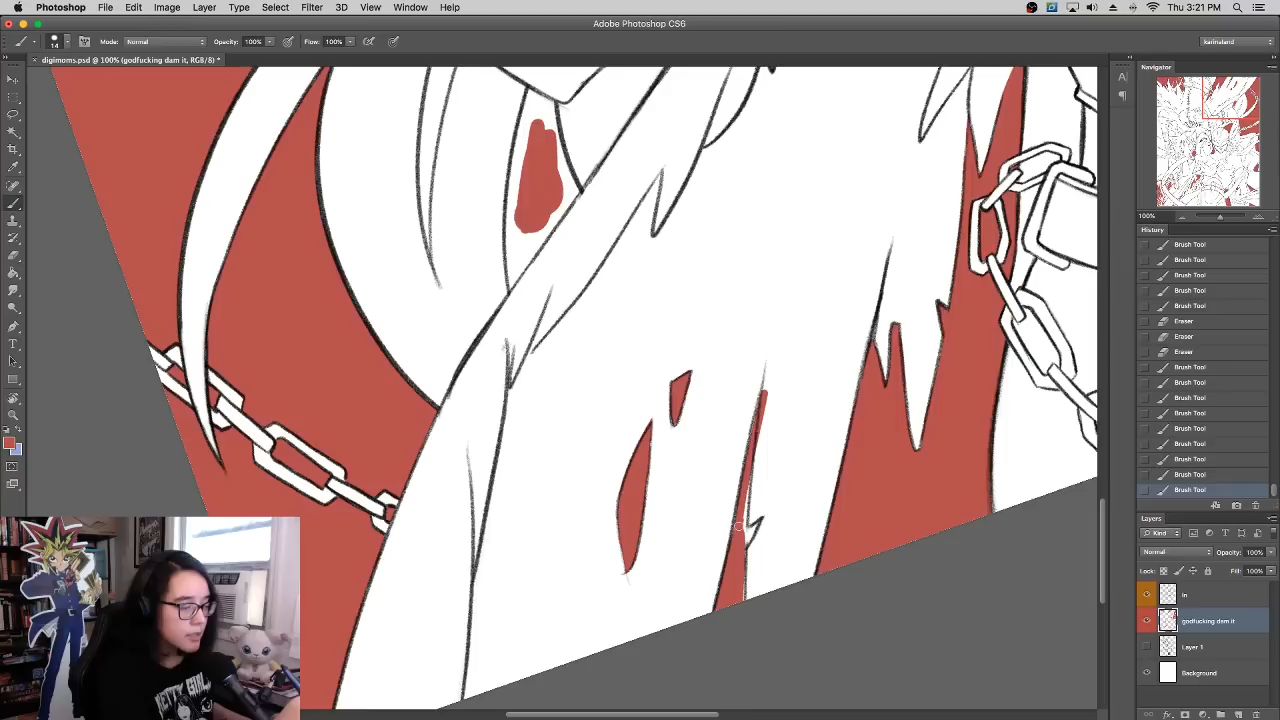 Photoshop File Edit Image Layer Type Select Filter 3D View Window Help
Thu 3:21 PM
Adobe Photoshop CS6
14 Mode: Normal Opacity: 100% Flow: 100% karinaland
× digimoms.psd @ 100% (godfucking dam it, RGB/8) *
Navigator
100%
History
Brush Tool
Brush Tool
Brush Tool
Brush Tool
Brush Tool
Eraser
Eraser
Eraser
Brush Tool
Brush Tool
Brush Tool
Brush Tool
Brush Tool
Brush Tool
Brush Tool
Brush Tool
Brush Tool
Layers
Kind
Normal Opacity: 100%
Lock: Fill: 100%
godfucking dam it
Layer 1
Background
PRETTY GIRL